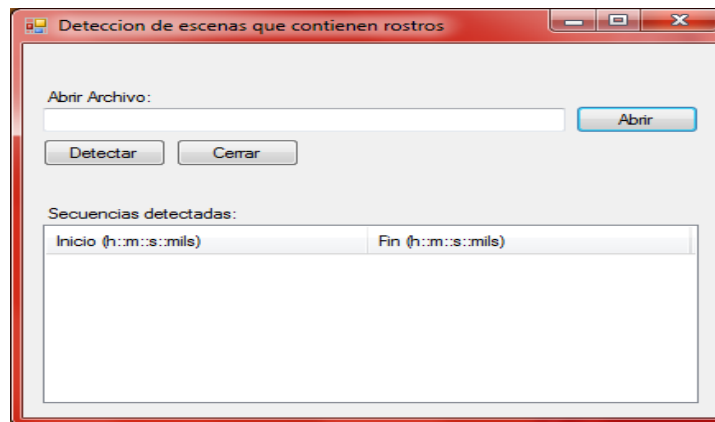 Deteccion de escenas que contienen rostros
Abrir Archivo:
Abrir
Detectar Cerrar
Secuencias detectadas:
Inicio (h::m::s::mils) Fin (h::m::s::mils)